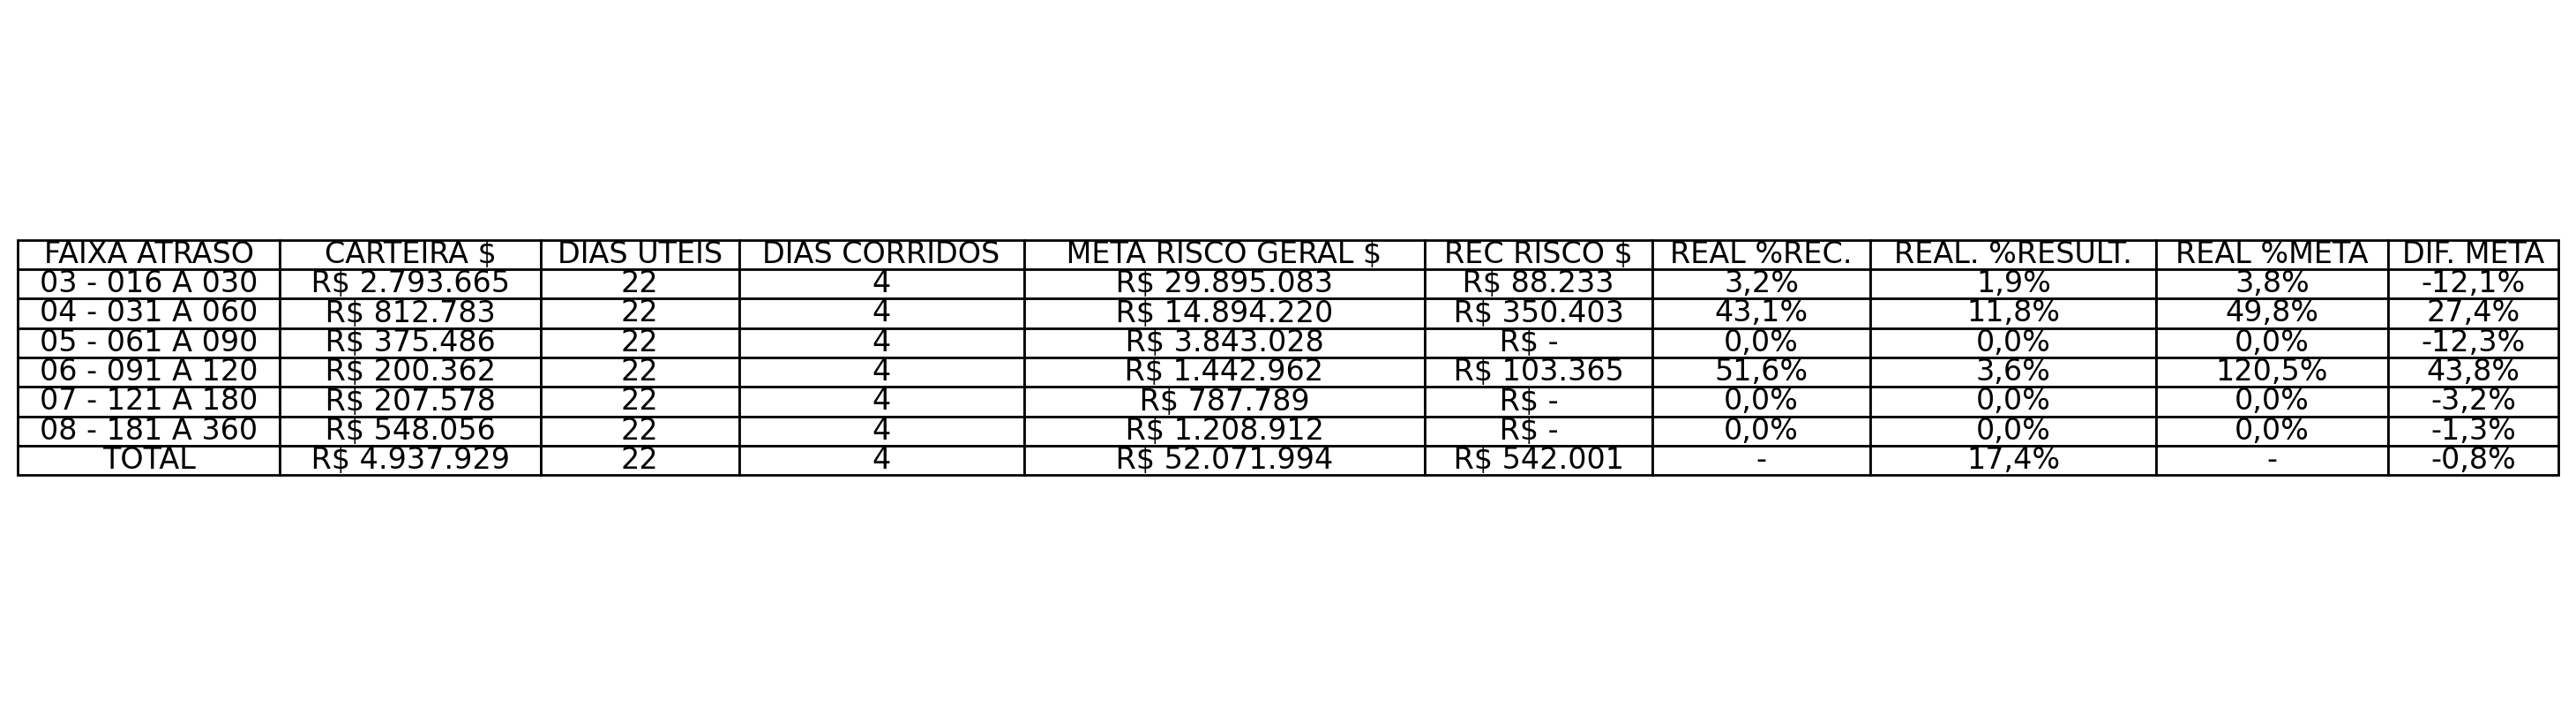 FAIXA ATRASO CARTEIRA $ DIAS UTEIS DIAS CORRIDOS META RISCO GERAL $ REC RISCO $ REAL %REC. REAL. %RESULT. REAL %META DIF. META
03 - 016 A 030 R$ 2.793.665 22 4 R$ 29.895.083 R$ 88.233 3,2% 1,9% 3,8% -12,1%
04 - 031 A 060 R$ 812.783 22 4 R$ 14.894.220 R$ 350.403 43,1% 11,8% 49,8% 27,4%
05 - 061 A 090 R$ 375.486 22 4 R$ 3.843.028 R$ - 0,0% 0,0% 0,0% -12,3%
06 - 091 A 120 R$ 200.362 22 4 R$ 1.442.962 R$ 103.365 51,6% 3,6% 120,5% 43,8%
07 - 121 A 180 R$ 207.578 22 4 R$ 787.789 R$ - 0,0% 0,0% 0,0% -3,2%
08 - 181 A 360 R$ 548.056 22 4 R$ 1.208.912 R$ - 0,0% 0,0% 0,0% -1,3%
TOTAL R$ 4.937.929 22 4 R$ 52.071.994 R$ 542.001 - 17,4% - -0,8%